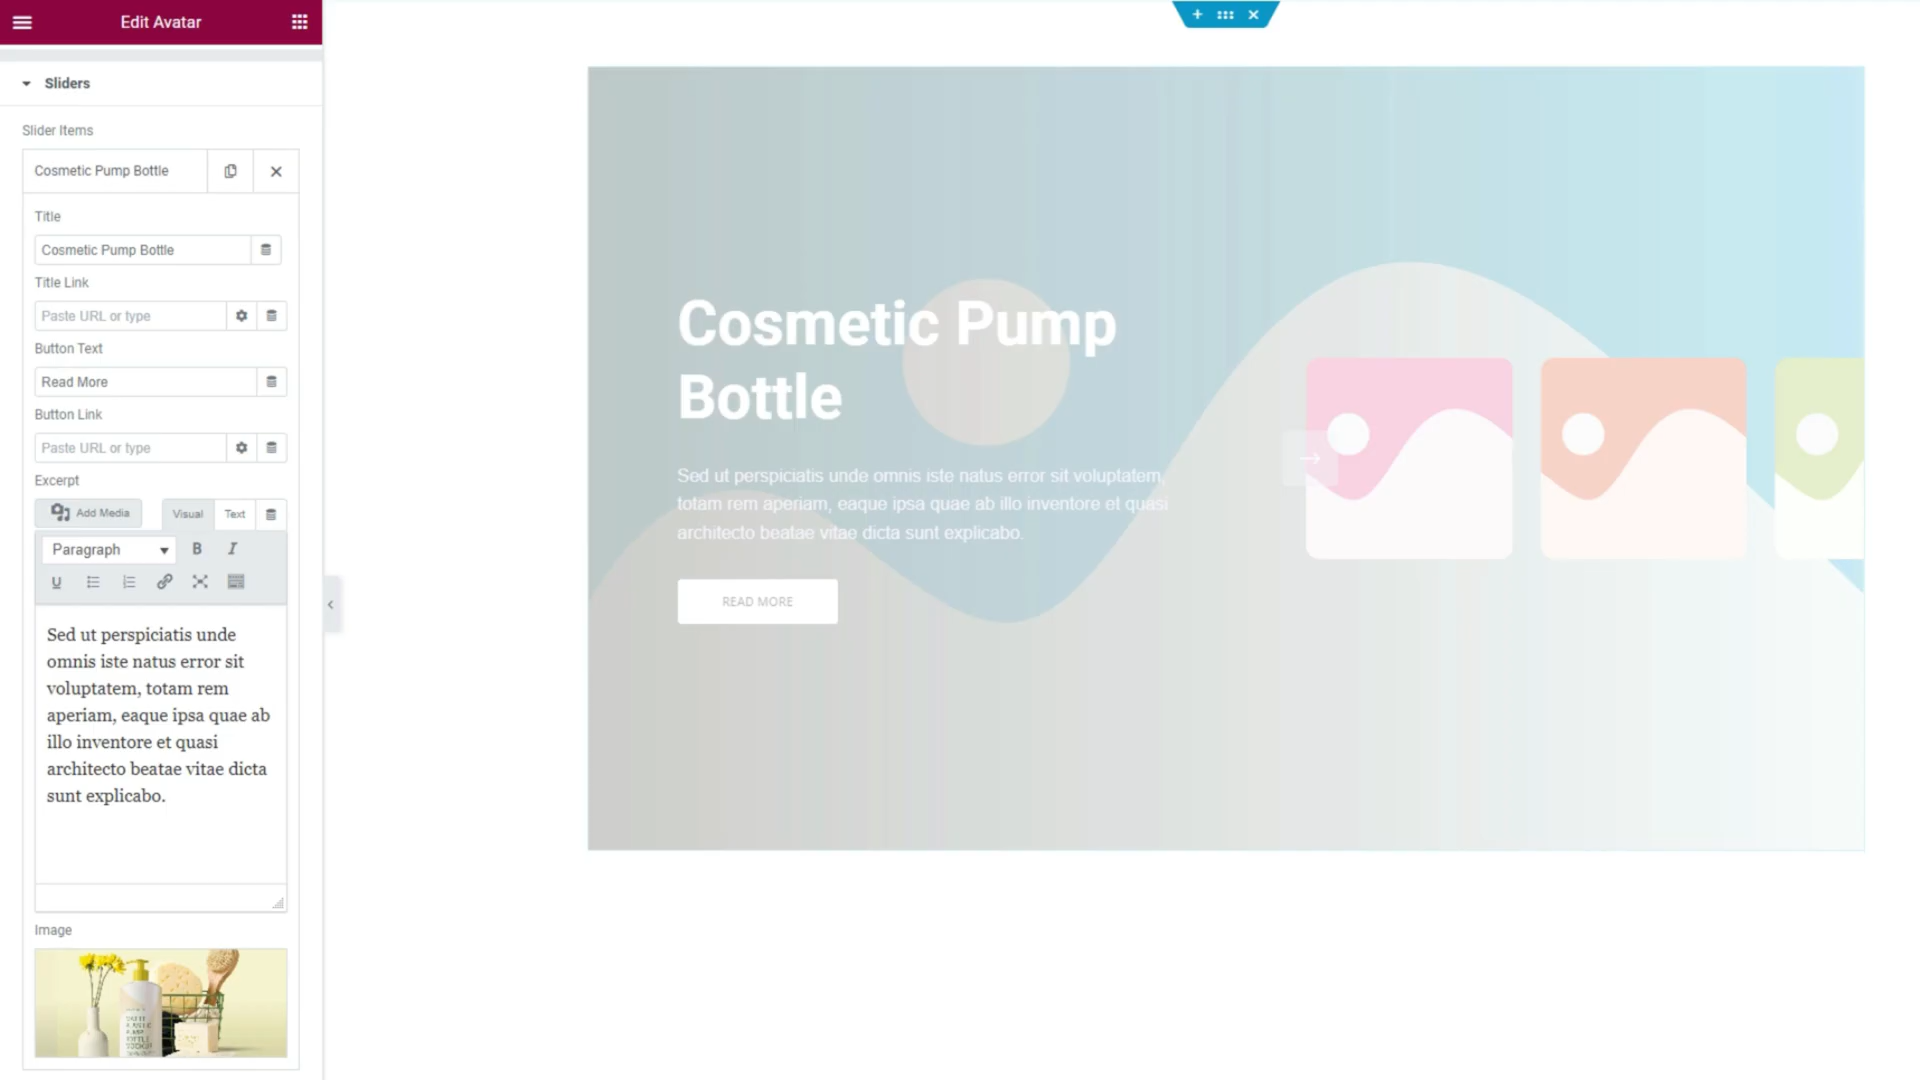 Edit Avatar
Sliders
Slider Items
Cosmetic Pump Bottle
Title
Cosmetic Pump Bottle
Title Link
Paste URL or type
Button Text
Read More
Button Link
Paste URL or type
Excerpt
Add Media
Visual
Text
Paragraph
B
I
U
Sed ut perspiciatis unde
omnis iste natus error sit
voluptatem, totam rem
aperiam, eaque ipsa quae ab
illo inventore et quasi
architecto beatae vitae dicta
sunt explicabo.
Image
Cosmetic Pump
Bottle
Sed ut perspiciatis unde omnis iste natus error sit voluptatem,
totam rem aperiam, eaque ipsa quae ab illo inventore et quasi
architecto beatae vitae dicta sunt explicabo.
READ MORE